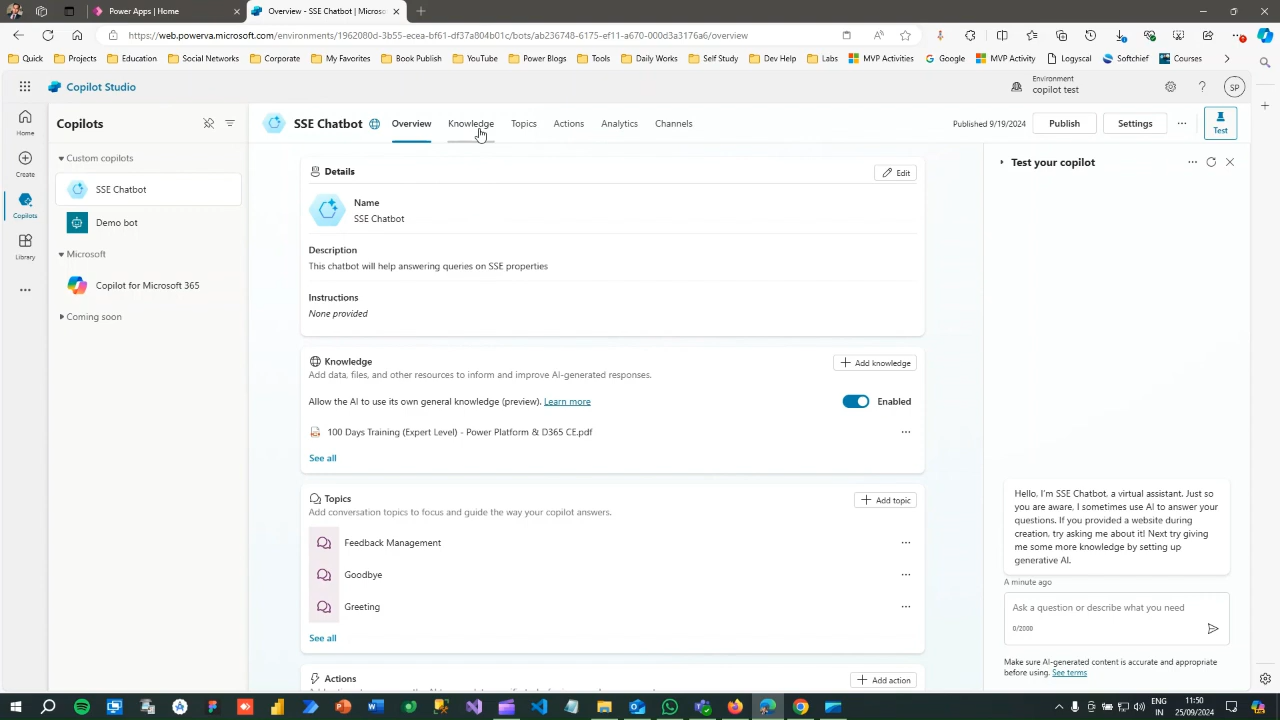 Power Apps | Home
Overview - SSE Chatbot | Micros
https://web.powerva.microsoft.com/environments/1962080d-3b55-ecea-bf61-df37a804b01c/bots/ab236748-6175-ef11-a670-000d3a3176a6/overview
Quick
Projects
Education
Social Networks
Corporate
My Favorites
Book Publish
YouTube
Power Blogs
Tools
Daily Works
Self Study
Dev Help
Labs
MVP Activities
Google
MVP Activity
Logyscal
Softchief
Courses
Copilot Studio
Environment
copilot test
SP
Home
Create
Copilots
Library
Copilots
Custom copilots
SSE Chatbot
Demo bot
Microsoft
Copilot for Microsoft 365
Coming soon
SSE Chatbot
Overview
Knowledge
Topics
Actions
Analytics
Channels
Published 9/19/2024
Publish
Settings
Test
Details
Edit
Name
SSE Chatbot
Description
This chatbot will help answering queries on SSE properties
Instructions
None provided
Knowledge
Add knowledge
Add data, files, and other resources to inform and improve AI-generated responses.
Allow the AI to use its own general knowledge (preview). Learn more
Enabled
100 Days Training (Expert Level) - Power Platform & D365 CE.pdf
See all
Topics
Add topic
Add conversation topics to focus and guide the way your copilot answers.
Feedback Management
Goodbye
Greeting
See all
Actions
Add action
Test your copilot
Hello, I'm SSE Chatbot, a virtual assistant. Just so
you are aware, I sometimes use AI to answer your
questions. If you provided a website during
creation, try asking me about it! Next try giving
me some more knowledge by setting up
generative AI.
A minute ago
Ask a question or describe what you need
0/2000
Make sure AI-generated content is accurate and appropriate
before using. See terms
ENG
IN
11:50
25/09/2024